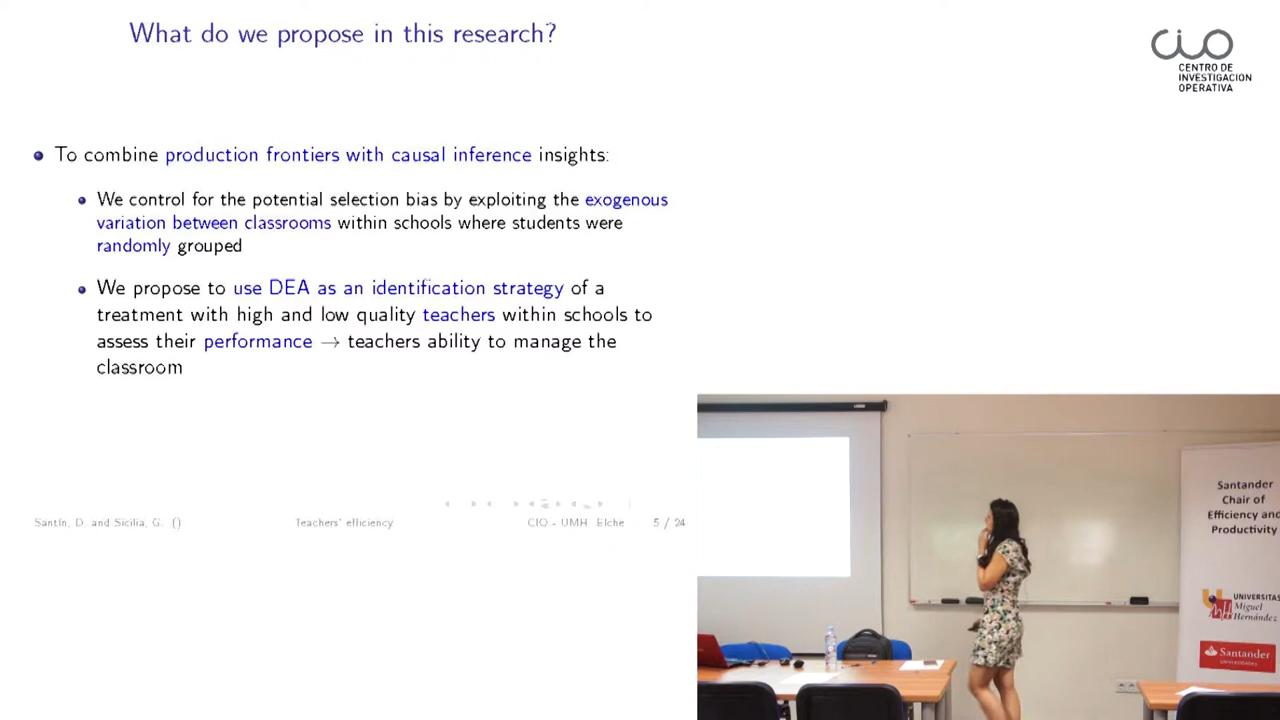 What do we propose in this research?
CIO
CENTRO DE
INVESTIGACION
OPERATIVA
To combine production frontiers with causal inference insights:
We control for the potential selection bias by exploiting the exogenous
variation between classrooms within schools where students were
randomly grouped
We propose to use DEA as an identification strategy of a
treatment with high and low quality teachers within schools to
assess their performance → teachers ability to manage the
classroom
Santín, D. and Sicilia, G. ()
Teachers' efficiency
CIO - UMH Elche
5 / 24
Santander
Chair of
Efficiency and
Productivity
UNIVERSITAS
Miguel
Hernández
Santander